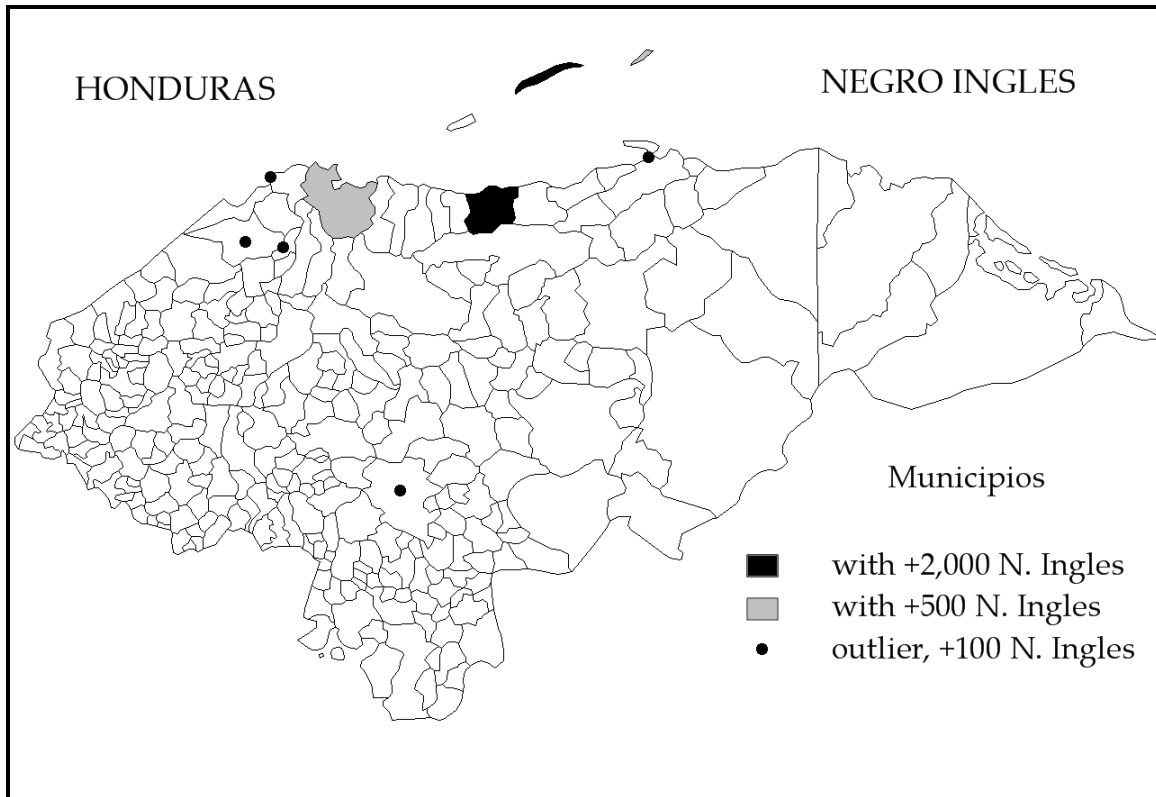 HONDURAS
NEGRO INGLES
Municipios
with +2,000 N. Ingles
with +500 N. Ingles
outlier, +100 N. Ingles